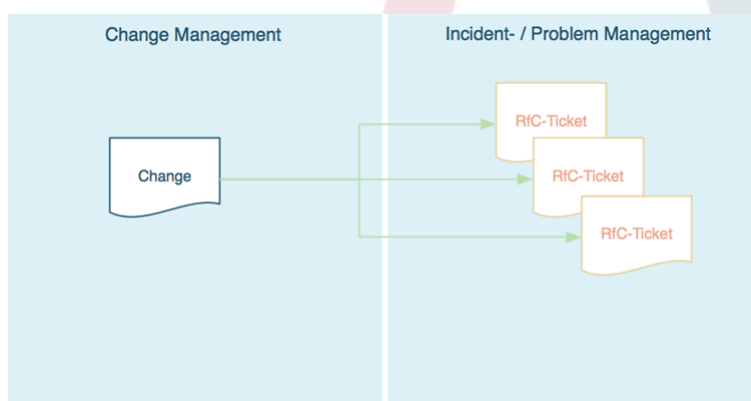 Change Management
Incident- / Problem Management
RfC-Ticket
Change
RfC-Ticket
RfC-Ticket